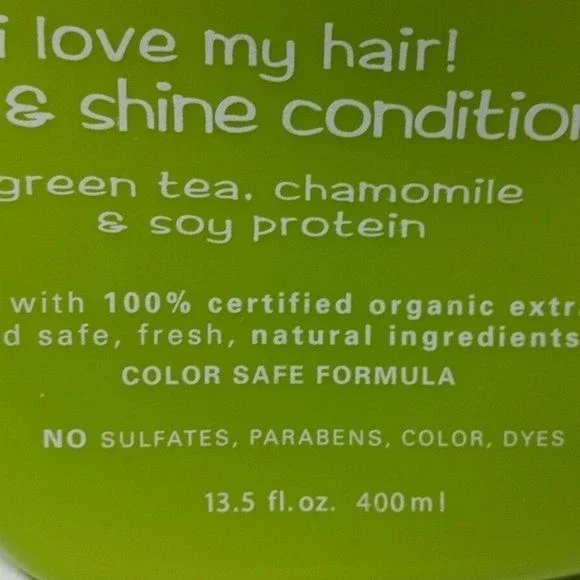 i love my hair!
& shine condition
green tea, chamomile
& soy protein
with 100% certified organic extr
d safe, fresh, natural ingredients
COLOR SAFE FORMULA
NO SULFATES, PARABENS, COLOR, DYES
13.5 fl.oz. 400ml